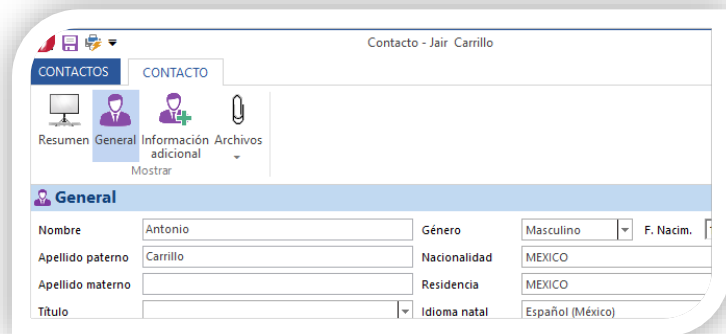 Contacto - Jair Carrillo
CONTACTOS CONTACTO
Resumen General Información adicional Archivos
Mostrar
General
Nombre Antonio Género Masculino F. Nacim.
Apellido paterno Carrillo Nacionalidad MEXICO
Apellido materno Residencia MEXICO
Título Idioma natal Español (México)